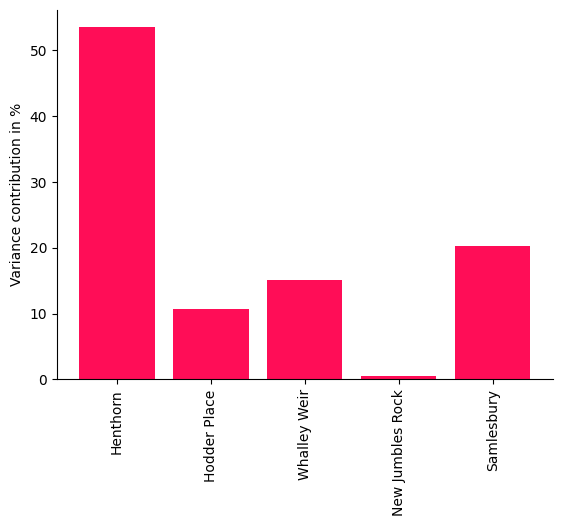 Variance contribution in %
50
40
30
20
10
0
Henthorn
Hodder Place
Whalley Weir
New Jumbles Rock
Samlesbury